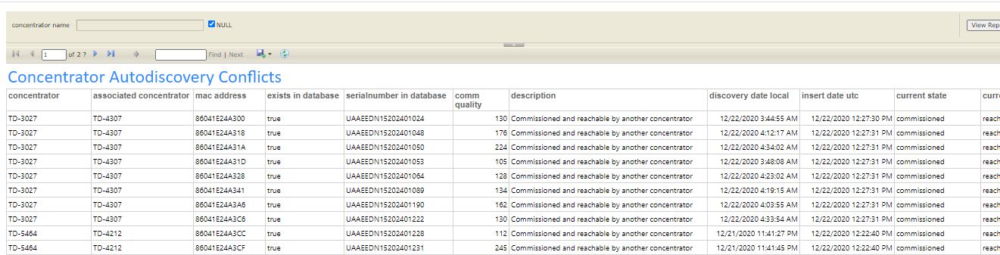 concentrator name NULL View Rep
1 of 2 ? Find | Next
Concentrator Autodiscovery Conflicts
concentrator associated concentrator mac address exists in database serialnumber in database comm quality description discovery date local insert date utc current state curre
TD-3027 TD-4307 86041E24A300 true UAAEEDN15202401024 130 Commissioned and reachable by another concentrator 12/22/2020 3:44:55 AM 12/22/2020 12:27:30 PM commissioned reach
TD-3027 TD-4307 86041E24A318 true UAAEEDN15202401048 176 Commissioned and reachable by another concentrator 12/22/2020 4:12:17 AM 12/22/2020 12:27:31 PM commissioned reach
TD-3027 TD-4307 86041E24A31A true UAAEEDN15202401050 224 Commissioned and reachable by another concentrator 12/22/2020 4:34:02 AM 12/22/2020 12:27:31 PM commissioned reach
TD-3027 TD-4307 86041E24A31D true UAAEEDN15202401053 105 Commissioned and reachable by another concentrator 12/22/2020 3:48:08 AM 12/22/2020 12:27:31 PM commissioned reach
TD-3027 TD-4307 86041E24A328 true UAAEEDN15202401064 128 Commissioned and reachable by another concentrator 12/22/2020 4:23:02 AM 12/22/2020 12:27:31 PM commissioned reach
TD-3027 TD-4307 86041E24A341 true UAAEEDN15202401089 134 Commissioned and reachable by another concentrator 12/22/2020 4:19:15 AM 12/22/2020 12:27:31 PM commissioned reach
TD-3027 TD-4307 86041E24A3A6 true UAAEEDN15202401190 162 Commissioned and reachable by another concentrator 12/22/2020 4:03:55 AM 12/22/2020 12:27:31 PM commissioned reach
TD-3027 TD-4307 86041E24A3C6 true UAAEEDN15202401222 130 Commissioned and reachable by another concentrator 12/22/2020 4:33:54 AM 12/22/2020 12:27:31 PM commissioned reach
TD-5464 TD-4212 86041E24A3CC true UAAEEDN15202401228 112 Commissioned and reachable by another concentrator 12/21/2020 11:41:27 PM 12/22/2020 12:22:40 PM commissioned reach
TD-5464 TD-4212 86041E24A3CF true UAAEEDN15202401231 245 Commissioned and reachable by another concentrator 12/21/2020 11:41:45 PM 12/22/2020 12:22:40 PM commissioned reach